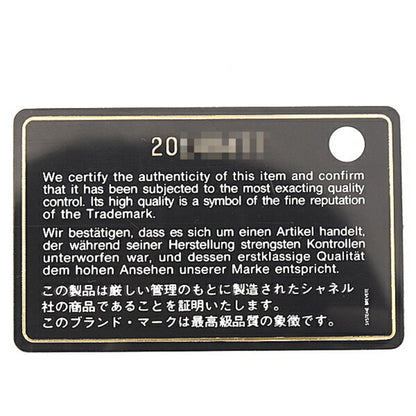 20
We certify the authenticity of this item and confirm
that it has been subjected to the most exacting quality
control. Its high quality is a symbol of the fine reputation
of the Trademark.
Wir bestätigen, dass es sich um einen Artikel handelt,
der während seiner Herstellung strengsten Kontrollen
unterworfen war, und dessen erstklassige Qualität
dem hohen Ansehen unserer Marke entspricht.
この製品は厳しい管理のもとに製造されたシャネル
社の商品であることを証明いたします。
このブランド・マークは最高級品質の象徴です。
SYSTEME BREVETE